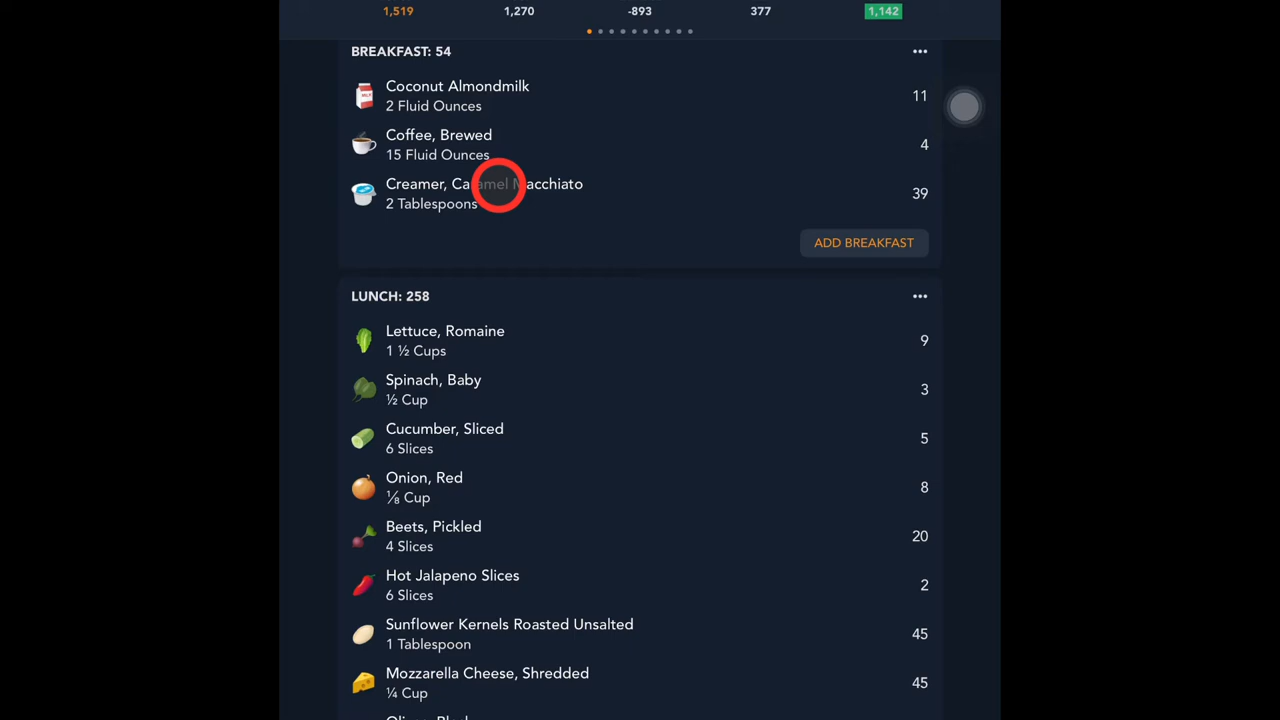 1,519 1,270 -893 377 1,142
BREAKFAST: 54
Coconut Almondmilk
2 Fluid Ounces
11
Coffee, Brewed
15 Fluid Ounces
4
Creamer, Caramel Macchiato
2 Tablespoons
39
ADD BREAKFAST
LUNCH: 258
Lettuce, Romaine
1 ½ Cups
9
Spinach, Baby
½ Cup
3
Cucumber, Sliced
6 Slices
5
Onion, Red
⅛ Cup
8
Beets, Pickled
4 Slices
20
Hot Jalapeno Slices
6 Slices
2
Sunflower Kernels Roasted Unsalted
1 Tablespoon
45
Mozzarella Cheese, Shredded
¼ Cup
45